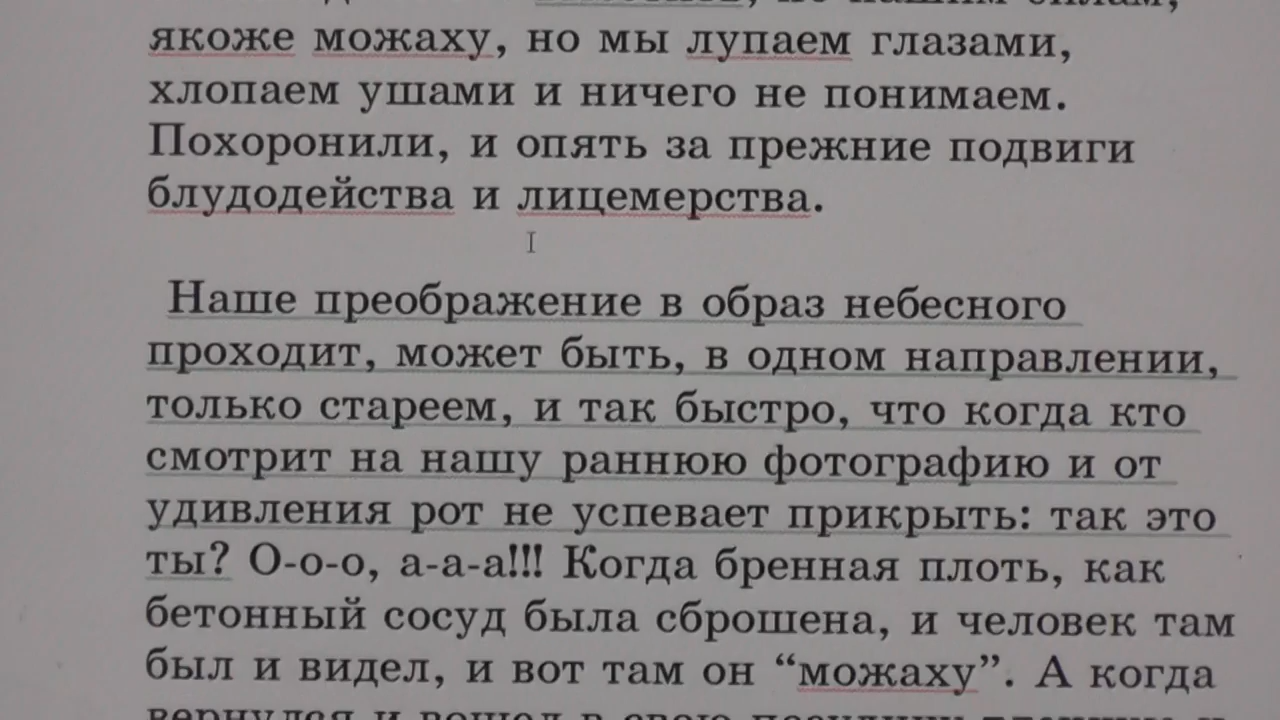 якоже можаху, но мы лупаем глазами,
хлопаем ушами и ничего не понимаем.
Похоронили, и опять за прежние подвиги
блудодейства и лицемерства.
Наше преображение в образ небесного
проходит, может быть, в одном направлении,
только стареем, и так быстро, что когда кто
смотрит на нашу раннюю фотографию и от
удивления рот не успевает прикрыть: так это
ты? О-о-о, а-а-а!!! Когда бренная плоть, как
бетонный сосуд была сброшена, и человек там
был и видел, и вот там он “можаху”. А когда